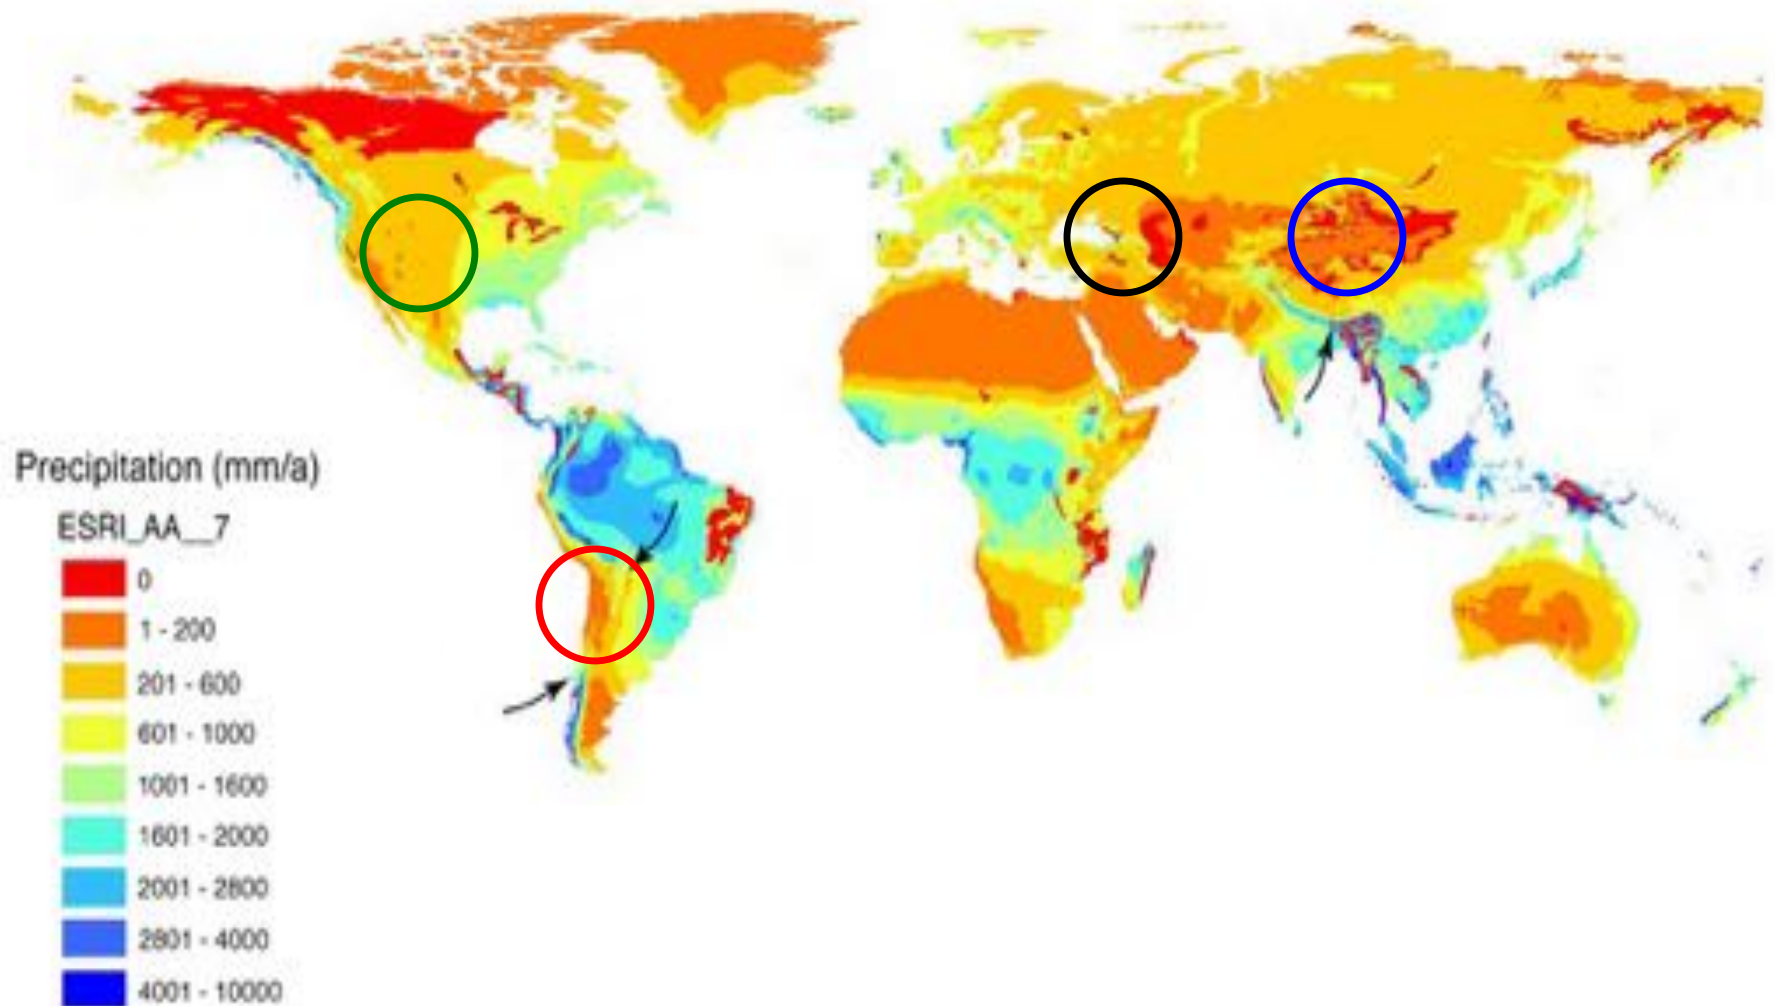 Precipitation (mm/a)
ESRI_AA__7
0
1 - 200
201 - 600
601 - 1000
1001 - 1600
1601 - 2000
2001 - 2800
2801 - 4000
4001 - 10000